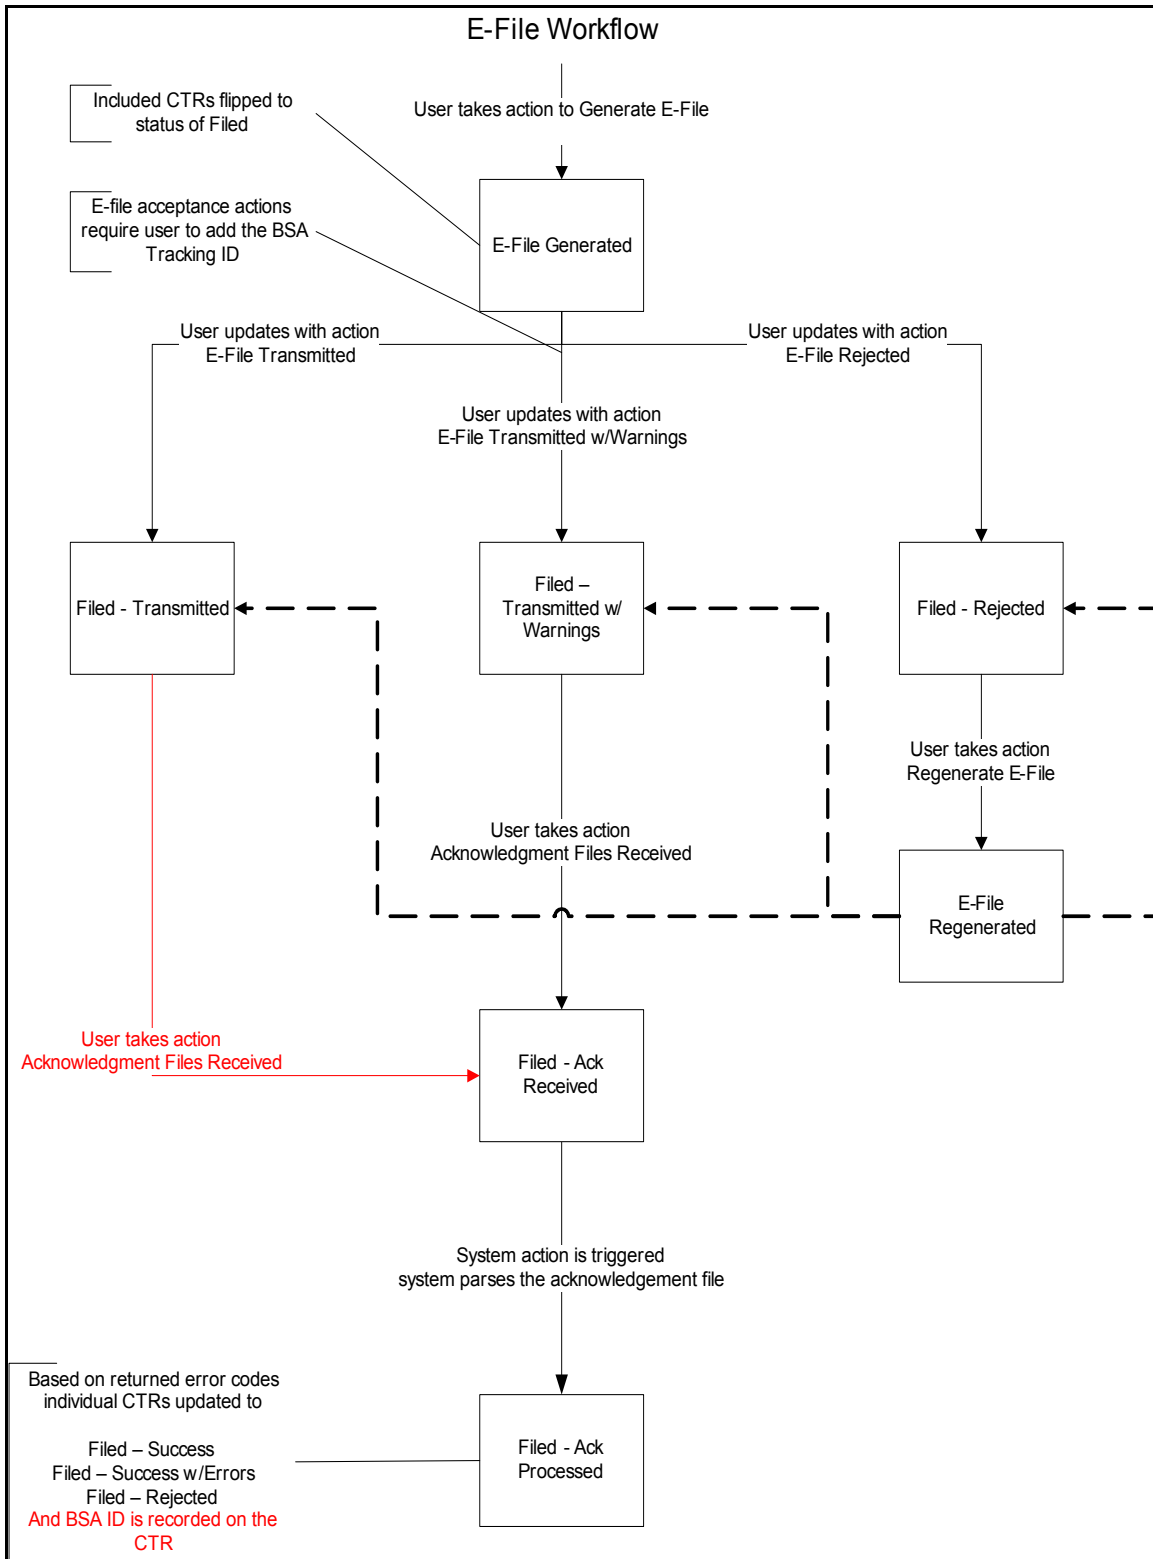 E-File Workflow
Included CTRs flipped to
status of Filed
User takes action to Generate E-File
E-file acceptance actions
require user to add the BSA
Tracking ID
E-File Generated
User updates with action
E-File Transmitted
User updates with action
E-File Rejected
User updates with action
E-File Transmitted w/Warnings
Filed - Transmitted
Filed –
Transmitted w/
Warnings
Filed - Rejected
User takes action
Regenerate E-File
User takes action
Acknowledgment Files Received
E-File
Regenerated
User takes action
Acknowledgment Files Received
Filed - Ack
Received
System action is triggered
system parses the acknowledgement file
Based on returned error codes
individual CTRs updated to
Filed – Success
Filed – Success w/Errors
Filed – Rejected
And BSA ID is recorded on the
CTR
Filed - Ack
Processed